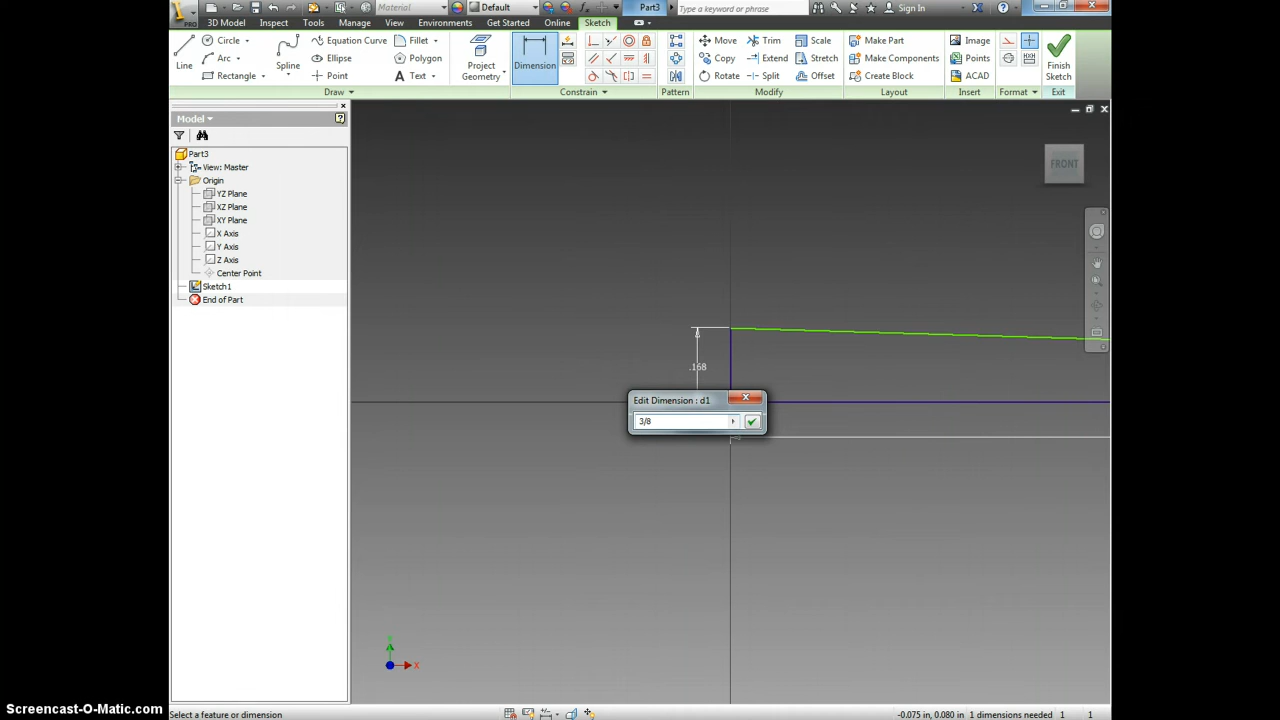 PRO
Material
Default
Part3
Type a keyword or phrase
Sign In
3D Model Inspect Tools Manage View Environments Get Started Online Sketch
Line
Circle
Arc
Rectangle
Spline
Equation Curve
Ellipse
Point
Fillet
Polygon
Text
Project
Geometry
Dimension
Move
Copy
Rotate
Trim
Extend
Split
Scale
Stretch
Offset
Make Part
Make Components
Create Block
Image
Points
ACAD
Finish
Sketch
Draw Constrain Pattern Modify Layout Insert Format Exit
Model
Part3
View: Master
Origin
YZ Plane
XZ Plane
XY Plane
X Axis
Y Axis
Z Axis
Center Point
Sketch1
End of Part
FRONT
.168
Edit Dimension : d1
3/8
Y
X
Screencast-O-Matic.com
Select a feature or dimension
-0.075 in, 0.080 in 1 dimensions needed 1 1